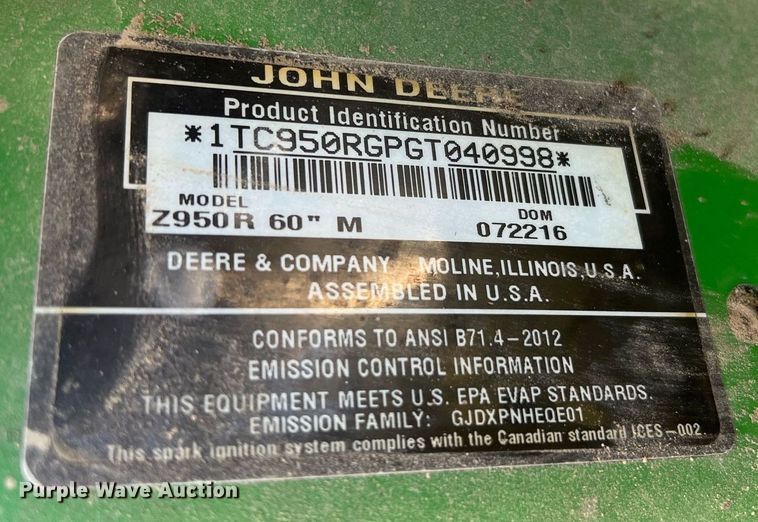 JOHN DEERE
Product Identification Number
*1TC950RGPGT040998*
MODEL DOM
Z950R 60" M 072216
DEERE & COMPANY MOLINE, ILLINOIS, U.S.A.
ASSEMBLED IN U.S.A.
CONFORMS TO ANSI B71.4-2012
EMISSION CONTROL INFORMATION
THIS EQUIPMENT MEETS U.S. EPA EVAP STANDARDS.
EMISSION FAMILY: GJDXPNHEQE01
This spark ignition system complies with the Canadian standard ICES-002.
Purple Wave Auction